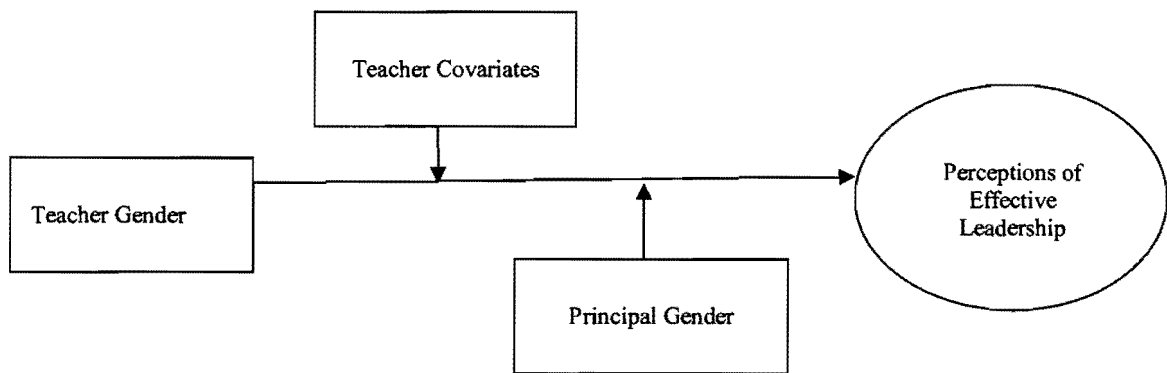 Teacher Covariates
Teacher Gender
Perceptions of
Effective
Leadership
Principal Gender